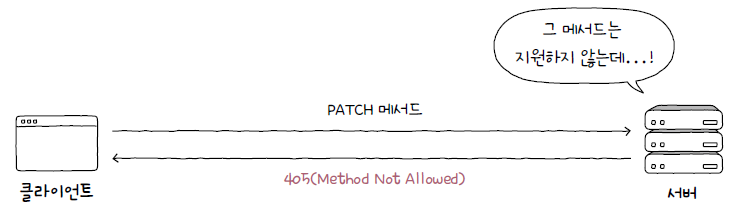 그 메서드는
지원하지 않는데...!
PATCH 메서드
405(Method Not Allowed)
클라이언트
서버